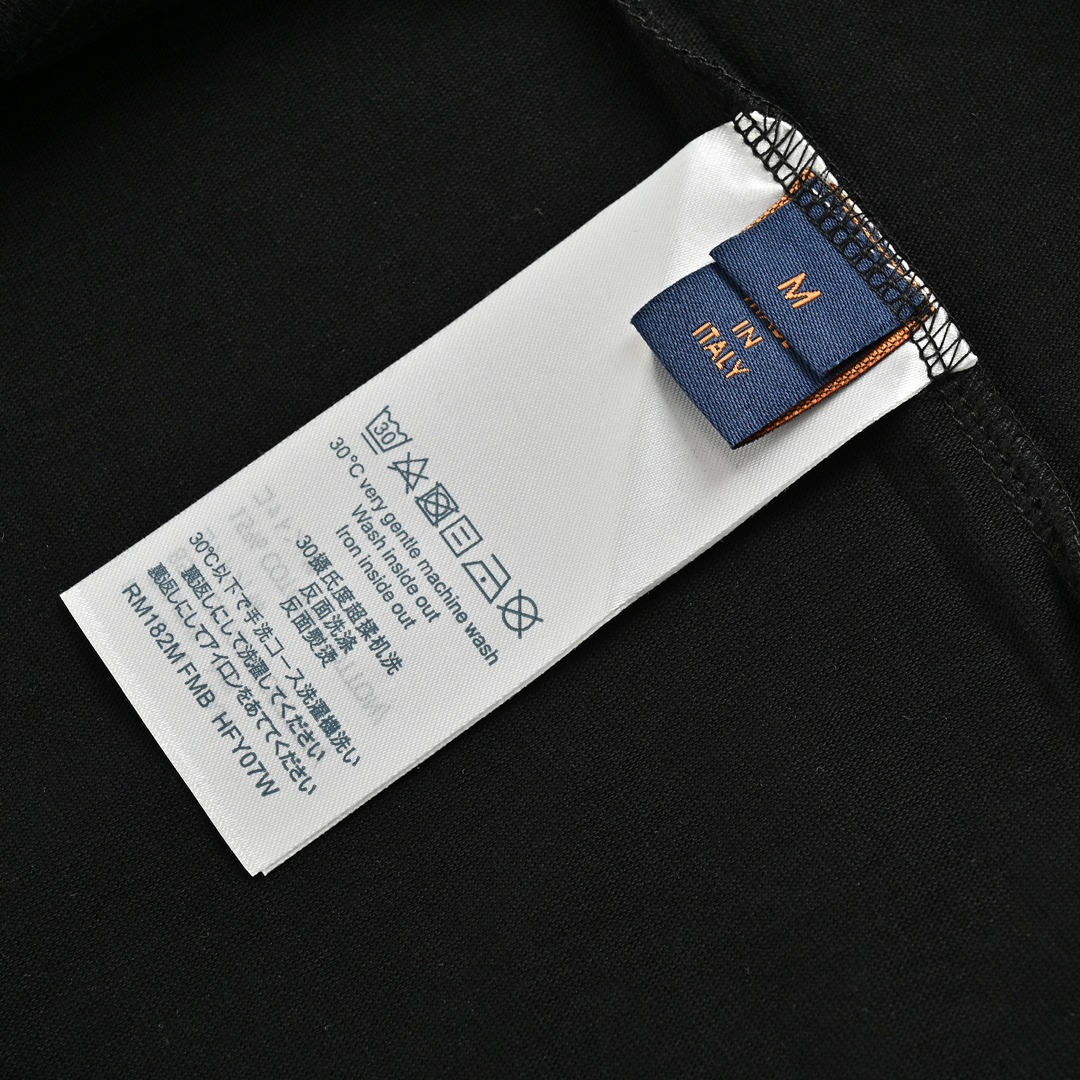 M
IN
ITALY
30
30°C very gentle machine wash
Wash inside out
Iron inside out
30摄氏度超揉机洗
反面洗涤
反面熨烫
30℃以下で手洗コース洗濯機洗い
裏返しにして洗濯してください
裏返しにしてアイロンをあててください
RM182M FMB HFY07W